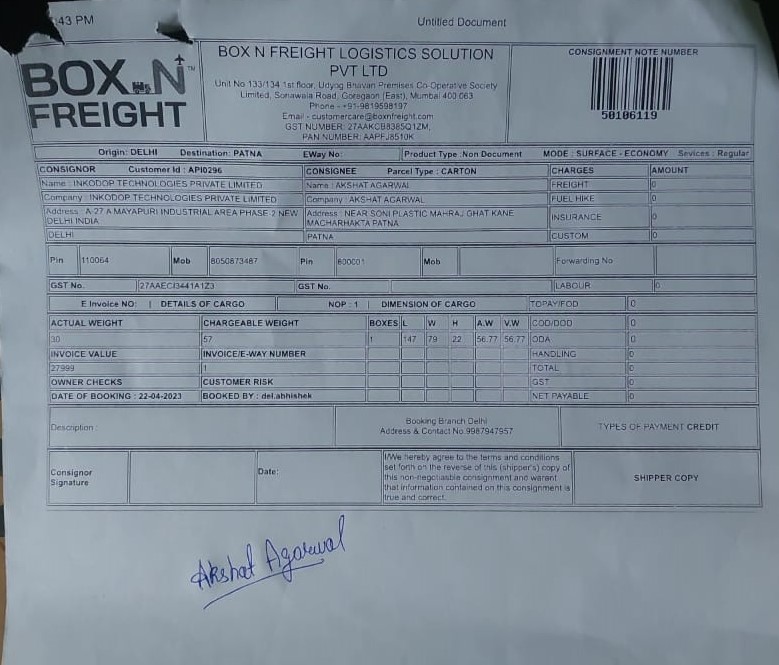 :43 PM
Untitled Document
BOX N FREIGHT
BOX N FREIGHT LOGISTICS SOLUTION
PVT LTD
Unit No 133/134 1st floor, Udyog Bhavan Premises Co-Operative Society
Limited, Sonawala Road, Goregaon (East), Mumbai 400 063
Phone - +91-9819598197
Email - customercare@boxnfreight.com
GST NUMBER: 27AAKCB8385Q1ZM,
PAN NUMBER: AAPFJ8510K
CONSIGNMENT NOTE NUMBER
50106119
Origin: DELHI Destination: PATNA EWay No: Product Type :Non Document MODE : SURFACE - ECONOMY Sevices : Regular
CONSIGNOR Customer Id : API0296 CONSIGNEE Parcel Type : CARTON CHARGES AMOUNT
Name : INKODOP TECHNOLOGIES PRIVATE LIMITED Name : AKSHAT AGARWAL FREIGHT 0
Company : INKODOP TECHNOLOGIES PRIVATE LIMITED Company : AKSHAT AGARWAL FUEL HIKE 0
Address : A-27 A MAYAPURI INDUSTRIAL AREA PHASE 2 NEW DELHI INDIA Address : NEAR SONI PLASTIC MAHRAJ GHAT KANE MACHARHAKTA PATNA INSURANCE 0
DELHI PATNA CUSTOM 0
Pin 110064 Mob 8050873487 Pin 800001 Mob Forwarding No
GST No. 27AAECI3441A1Z3 GST No. LABOUR 0
E Invoice NO: | DETAILS OF CARGO NOP : 1 | DIMENSION OF CARGO TOPAY/FOD 0
ACTUAL WEIGHT CHARGEABLE WEIGHT BOXES L W H A.W V.W COD/DOD 0
30 57 1 147 79 22 56.77 56.77 ODA 0
INVOICE VALUE INVOICE/E-WAY NUMBER HANDLING 0
27999 1 TOTAL 0
OWNER CHECKS CUSTOMER RISK GST 0
DATE OF BOOKING : 22-04-2023 BOOKED BY : del.abhishek NET PAYABLE 0
Description :
Booking Branch Delhi
Address & Contact No.9987947957
TYPES OF PAYMENT CREDIT
Consignor
Signature
Date:
I/We hereby agree to the terms and conditions
set forth on the reverse of this (shipper's) copy of
this non-negotiable consignment and warant
that information contained on this consignment is
true and correct.
SHIPPER COPY
Akshat Agarwal